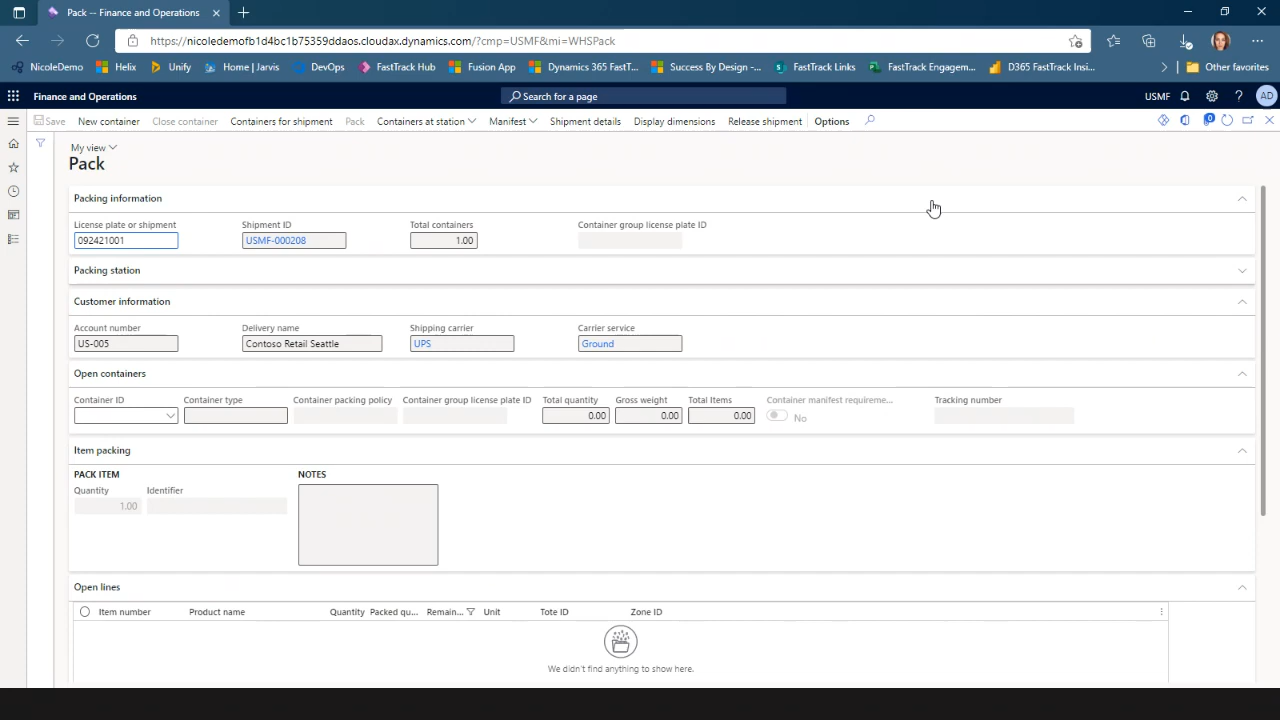 Pack -- Finance and Operations
https://nicoledemofb1d4bc1b75359ddaos.cloudax.dynamics.com/?cmp=USMF&mi=WHSPack
NicoleDemo Helix Unify Home | Jarvis DevOps FastTrack Hub Fusion App Dynamics 365 FastT... Success By Design -... FastTrack Links FastTrack Engagem... D365 FastTrack Insi... Other favorites
Finance and Operations Search for a page USMF ? AD
Save New container Close container Containers for shipment Pack Containers at station Manifest Shipment details Display dimensions Release shipment Options 0
My view
Pack
Packing information
License plate or shipment Shipment ID Total containers Container group license plate ID
092421001 USMF-000208 1.00
Packing station
Customer information
Account number Delivery name Shipping carrier Carrier service
US-005 Contoso Retail Seattle UPS Ground
Open containers
Container ID Container type Container packing policy Container group license plate ID Total quantity Gross weight Total Items Container manifest requireme... Tracking number
0.00 0.00 0.00 No
Item packing
PACK ITEM NOTES
Quantity Identifier
1.00
Open lines
Item number Product name Quantity Packed qu... Remain... Unit Tote ID Zone ID
We didn't find anything to show here.